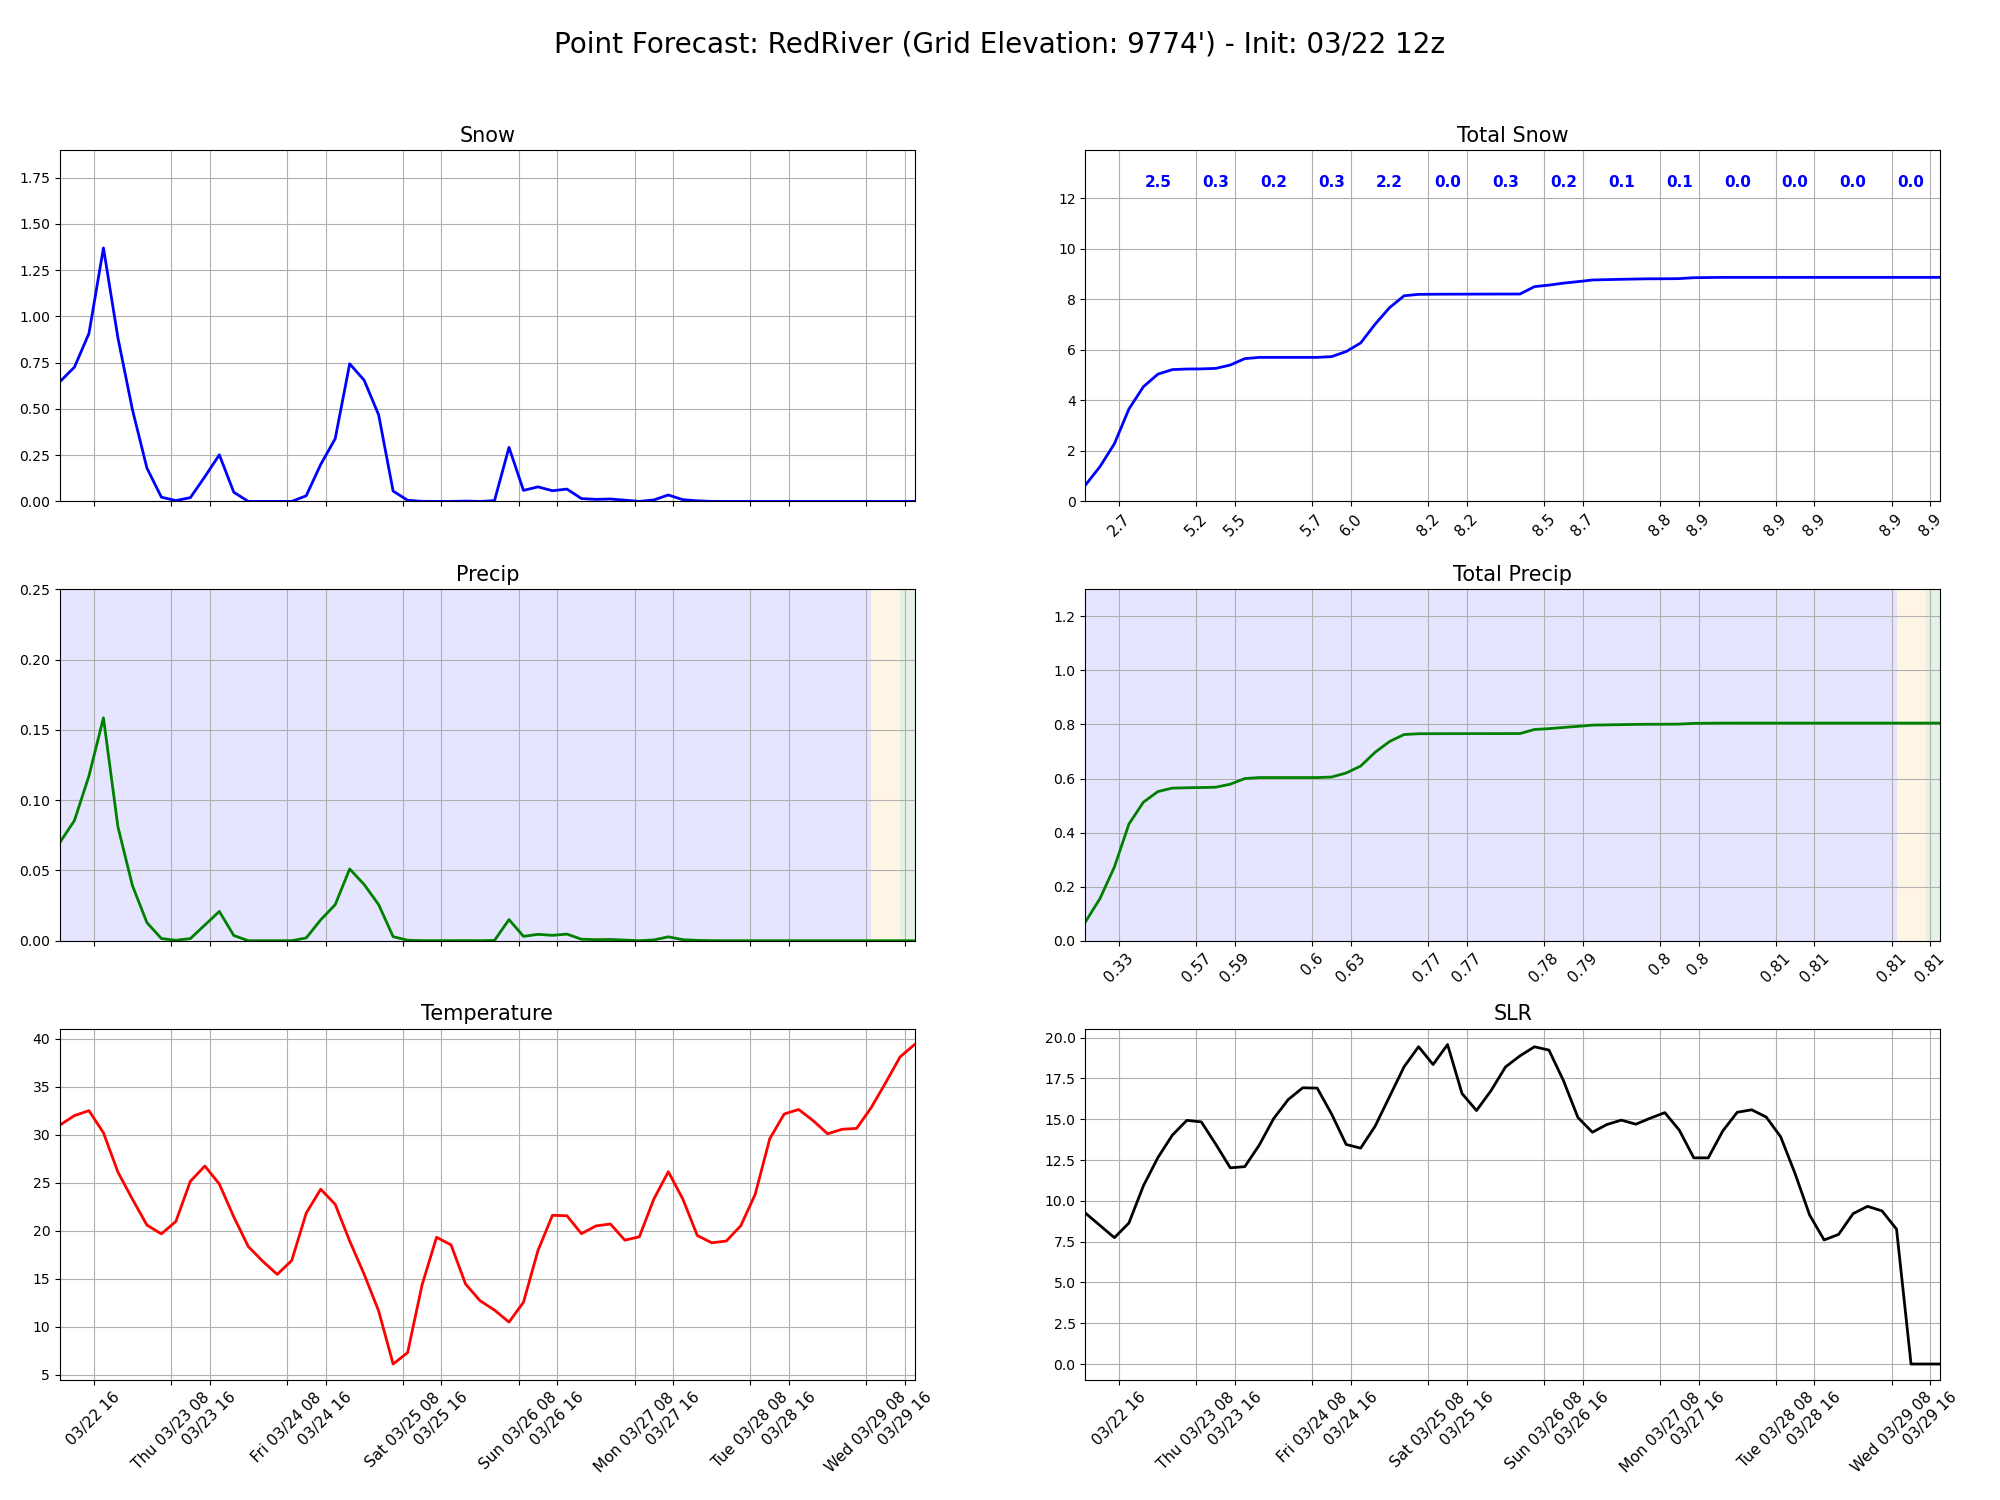 Point Forecast: RedRiver (Grid Elevation: 9774') - Init: 03/22 12z
Snow
1.75
1.50
1.25
1.00
0.75
0.50
0.25
0.00
Total Snow
2.5 0.3 0.2 0.3 2.2 0.0 0.3 0.2 0.1 0.1 0.0 0.0 0.0 0.0
12
10
8
6
4
2
0
2.7 5.2 5.5 5.7 6.0 8.2 8.2 8.5 8.7 8.8 8.9 8.9 8.9 8.9 8.9
Precip
0.25
0.20
0.15
0.10
0.05
0.00
Total Precip
1.2
1.0
0.8
0.6
0.4
0.2
0.0
0.33 0.57 0.59 0.6 0.63 0.77 0.77 0.78 0.79 0.8 0.8 0.81 0.81 0.81 0.81
Temperature
40
35
30
25
20
15
10
5
03/22 16
Thu 03/23 08
03/23 16
Fri 03/24 08
03/24 16
Sat 03/25 08
03/25 16
Sun 03/26 08
03/26 16
Mon 03/27 08
03/27 16
Tue 03/28 08
03/28 16
Wed 03/29 08
03/29 16
SLR
20.0
17.5
15.0
12.5
10.0
7.5
5.0
2.5
0.0
03/22 16
Thu 03/23 08
03/23 16
Fri 03/24 08
03/24 16
Sat 03/25 08
03/25 16
Sun 03/26 08
03/26 16
Mon 03/27 08
03/27 16
Tue 03/28 08
03/28 16
Wed 03/29 08
03/29 16